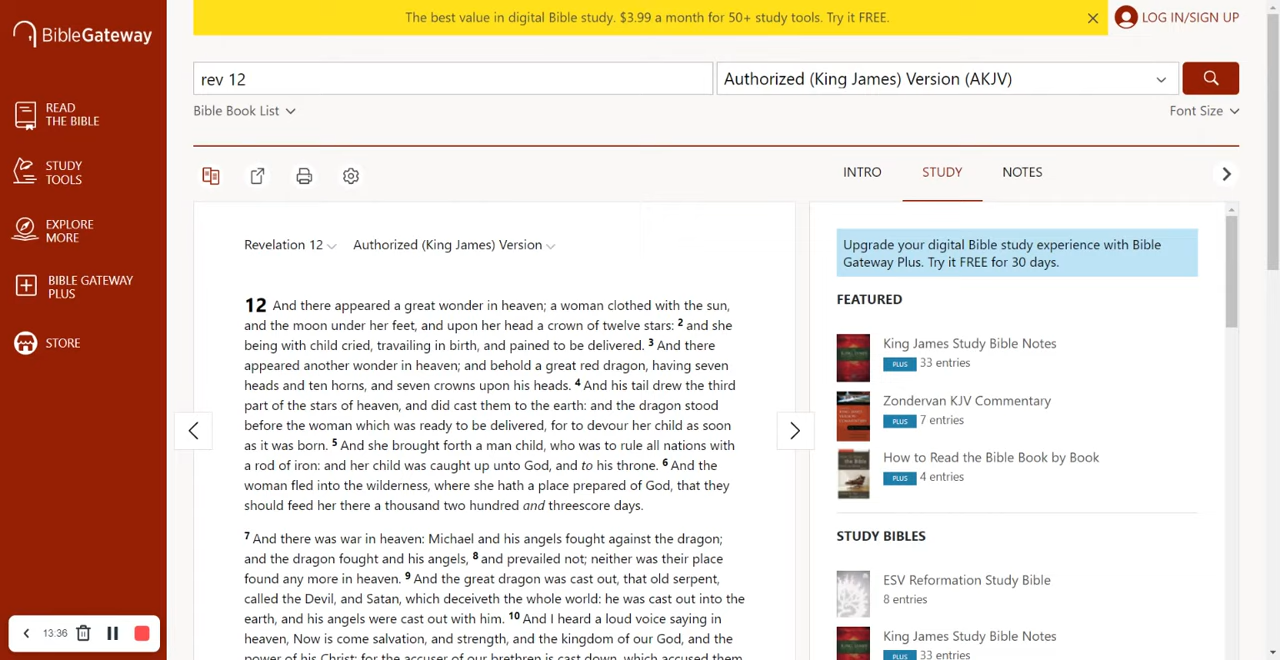 The best value in digital Bible study. $3.99 a month for 50+ study tools. Try it FREE.
LOG IN/SIGN UP
BibleGateway
READ
THE BIBLE
STUDY
TOOLS
EXPLORE
MORE
BIBLE GATEWAY
PLUS
STORE
13:36
rev 12
Authorized (King James) Version (AKJV)
Bible Book List
Font Size
INTRO
STUDY
NOTES
Revelation 12
Authorized (King James) Version
12 And there appeared a great wonder in heaven; a woman clothed with the sun,
and the moon under her feet, and upon her head a crown of twelve stars: 2 and she
being with child cried, travailing in birth, and pained to be delivered. 3 And there
appeared another wonder in heaven; and behold a great red dragon, having seven
heads and ten horns, and seven crowns upon his heads. 4 And his tail drew the third
part of the stars of heaven, and did cast them to the earth: and the dragon stood
before the woman which was ready to be delivered, for to devour her child as soon
as it was born. 5 And she brought forth a man child, who was to rule all nations with
a rod of iron: and her child was caught up unto God, and to his throne. 6 And the
woman fled into the wilderness, where she hath a place prepared of God, that they
should feed her there a thousand two hundred and threescore days.
7 And there was war in heaven: Michael and his angels fought against the dragon;
and the dragon fought and his angels, 8 and prevailed not; neither was their place
found any more in heaven. 9 And the great dragon was cast out, that old serpent,
called the Devil, and Satan, which deceiveth the whole world: he was cast out into the
earth, and his angels were cast out with him. 10 And I heard a loud voice saying in
heaven, Now is come salvation, and strength, and the kingdom of our God, and the
power of his Christ: for the accuser of our brethren is cast down, which accused them
Upgrade your digital Bible study experience with Bible
Gateway Plus. Try it FREE for 30 days.
FEATURED
King James Study Bible Notes
PLUS 33 entries
Zondervan KJV Commentary
PLUS 7 entries
How to Read the Bible Book by Book
PLUS 4 entries
STUDY BIBLES
ESV Reformation Study Bible
8 entries
King James Study Bible Notes
PLUS 33 entries